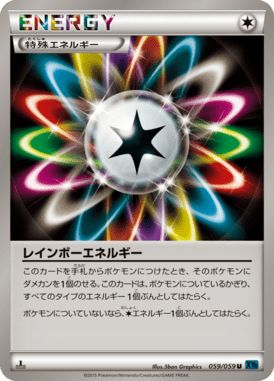 ENERGY
特殊エネルギー
レインボーエネルギー
このカードを手札からポケモンにつけたとき、そのポケモンに
ダメカンを1個のせる。このカードは、ポケモンについているかぎり、
すべてのタイプのエネルギー1個ぶんとしてはたらく。
ポケモンについていないなら、エネルギー1個ぶんとしてはたらく。
1
Illus.5ban Graphics
059/059 U
©2015 Pokémon/Nintendo/Creatures/GAME FREAK.